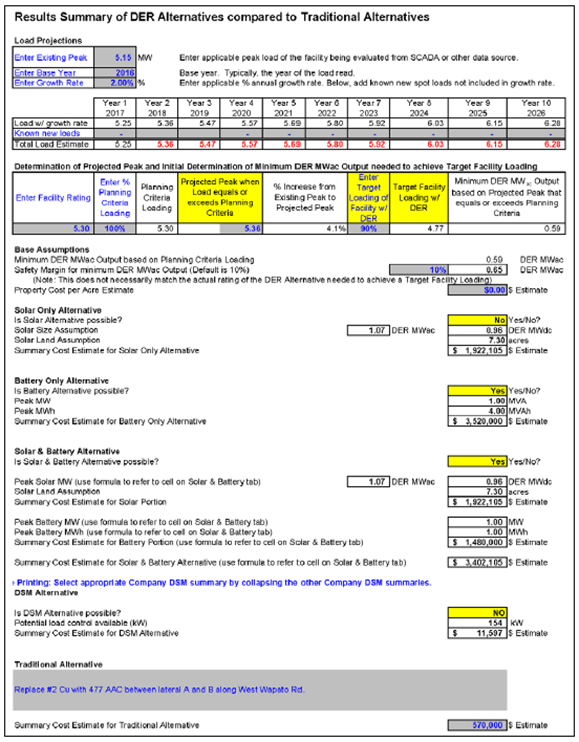 Results Summary of DER Alternatives compared to Traditional Alternatives
Load Projections
Enter Existing Peak 5.15 MW Enter applicable peak load of the facility being evaluated from SCADA or other data source.
Enter Base Year 2016 Base year. Typically, the year of the load read.
Enter Growth Rate 2.00% % Enter applicable % annual growth rate. Below, add known new spot loads not included in growth rate.
Year 1 Year 2 Year 3 Year 4 Year 5 Year 6 Year 7 Year 8 Year 9 Year 10
2017 2018 2019 2020 2021 2022 2023 2024 2025 2026
Load w/ growth rate 5.25 5.36 5.47 5.57 5.69 5.80 5.92 6.03 6.15 6.28
Known new loads - - - - - - - - - -
Total Load Estimate 5.25 5.36 5.47 5.57 5.69 5.80 5.92 6.03 6.15 6.28
Determination of Projected Peak and Initial Determination of Minimum DER MWac Output needed to achieve Target Facility Loading
Enter Facility Rating Enter % Planning Criteria Loading Planning Criteria Loading Projected Peak when Load equals or exceeds Planning Criteria % Increase from Existing Peak to Projected Peak Enter Target Loading of Facility w/ DER Target Facility Loading w/ DER Minimum DER MWac Output based on Projected Peak that equals or exceeds Planning Criteria
5.30 100% 5.30 5.36 4.1% 90% 4.77 0.59
Base Assumptions
Minimum DER MWac Output based on Planning Criteria Loading 0.59 DER MWac
Safety Margin for minimum DER MWac Output (Default is 10%) 10% 0.65 DER MWac
(Note: This does not necessarily match the actual rating of the DER Alternative needed to achieve a Target Facility Loading)
Property Cost per Acre Estimate $0.00 $ Estimate
Solar Only Alternative
Is Solar Alternative possible? No Yes/No?
Solar Size Assumption 1.07 DER MWac 0.96 DER MWdc
Solar Land Assumption 7.30 acres
Summary Cost Estimate for Solar Only Alternative $ 1,922,105 $ Estimate
Battery Only Alternative
Is Battery Alternative possible? Yes Yes/No?
Peak MW 1.00 MVA
Peak MWh 4.00 MVAh
Summary Cost Estimate for Battery Only Alternative $ 3,520,000 $ Estimate
Solar & Battery Alternative
Is Solar & Battery Alternative possible? Yes Yes/No?
Peak Solar MW (use formula to refer to cell on Solar & Battery tab) 1.07 DER MWac 0.96 DER MWdc
Solar Land Assumption 7.30 acres
Summary Cost Estimate for Solar Portion $ 1,922,105 $ Estimate
Peak Battery MW (use formula to refer to cell on Solar & Battery tab) 1.00 MW
Peak Battery MWh (use formula to refer to cell on Solar & Battery tab) 1.00 MWh
Summary Cost Estimate for Battery Portion (use formula to refer to cell on Solar & Battery tab) $ 1,480,000 $ Estimate
Summary Cost Estimate for Solar & Battery Alternative (use formula to refer to cell on Solar & Battery tab) $ 3,402,105 $ Estimate
Printing: Select appropriate Company DSM summary by collapsing the other Company DSM summaries.
DSM Alternative
Is DSM Alternative possible? NO
Potential load control available (kW) 154 kW
Summary Cost Estimate for DSM Alternative $ 11,597 $ Estimate
Traditional Alternative
Replace #2 Cu with 477 AAC between lateral A and B along West Wapato Rd.
Summary Cost Estimate for Traditional Alternative 570,000 $ Estimate